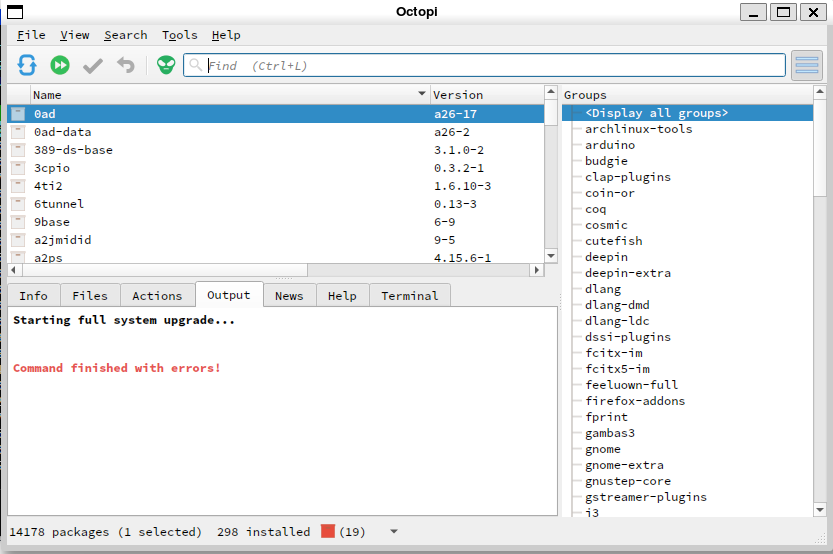 Octopi
File View Search Tools Help
Find (Ctrl+L)
Name Version
0ad a26-17
0ad-data a26-2
389-ds-base 3.1.0-2
3cpio 0.3.2-1
4ti2 1.6.10-3
6tunnel 0.13-3
9base 6-9
a2jmidid 9-5
a2ps 4.15.6-1
Info Files Actions Output News Help Terminal
Starting full system upgrade...
Command finished with errors!
Groups
<Display all groups>
archlinux-tools
arduino
budgie
clap-plugins
coin-or
coq
cosmic
cutefish
deepin
deepin-extra
dlang
dlang-dmd
dlang-ldc
dssi-plugins
fcitx-im
fcitx5-im
feeluown-full
firefox-addons
fprint
gambas3
gnome
gnome-extra
gnustep-core
gstreamer-plugins
i3
14178 packages (1 selected) 298 installed (19)